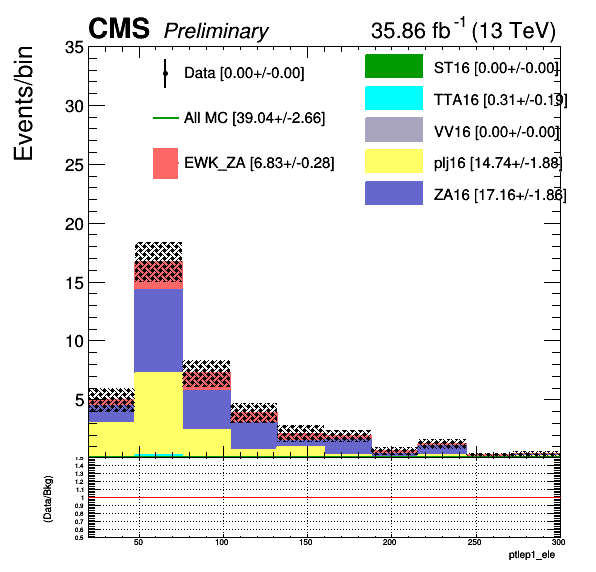 CMS Preliminary 35.86 fb-1 (13 TeV)
Events/bin
35
30
25
20
15
10
5
Data [0.00+/-0.00]
All MC [39.04+/-2.66]
EWK_ZA [6.83+/-0.28]
ST16 [0.00+/-0.00]
TTA16 [0.31+/-0.19]
VV16 [0.00+/-0.00]
plj16 [14.74+/-1.88]
ZA16 [17.16+/-1.86]
(Data/Bkg)
1.5
1.4
1.3
1.2
1.1
1
0.9
0.8
0.7
0.6
0.5
50 100 150 200 250 300
ptlep1_ele